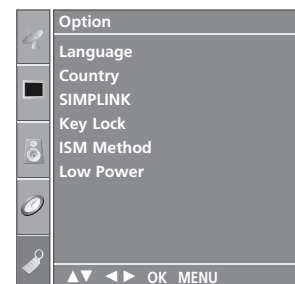 Option
Language
Country
SIMPLINK
Key Lock
ISM Method
Low Power
▲▼ ◄► OK MENU